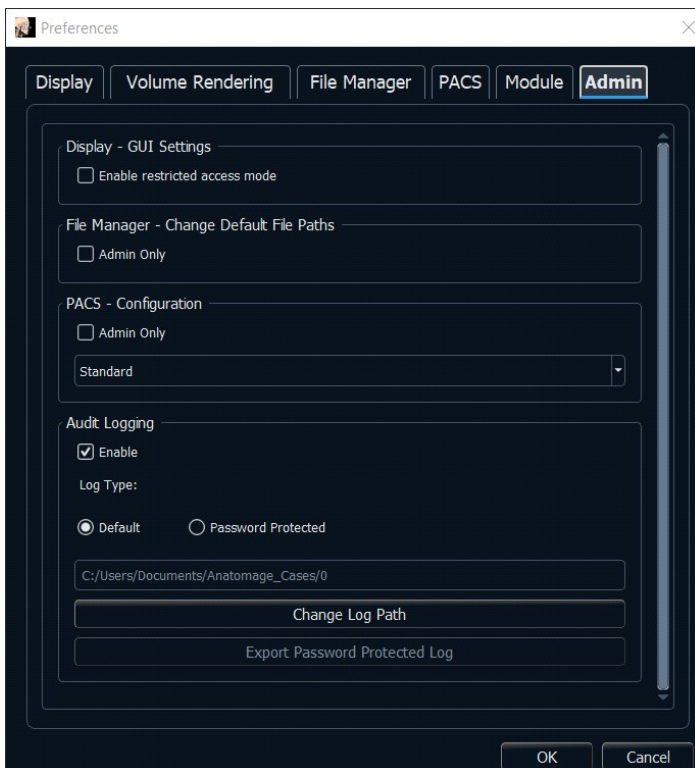 Preferences
Display Volume Rendering File Manager PACS Module Admin
Display - GUI Settings
Enable restricted access mode
File Manager - Change Default File Paths
Admin Only
PACS - Configuration
Admin Only
Standard
Audit Logging
Enable
Log Type:
Default Password Protected
C:/Users/Documents/Anatomage_Cases/0
Change Log Path
Export Password Protected Log
OK Cancel